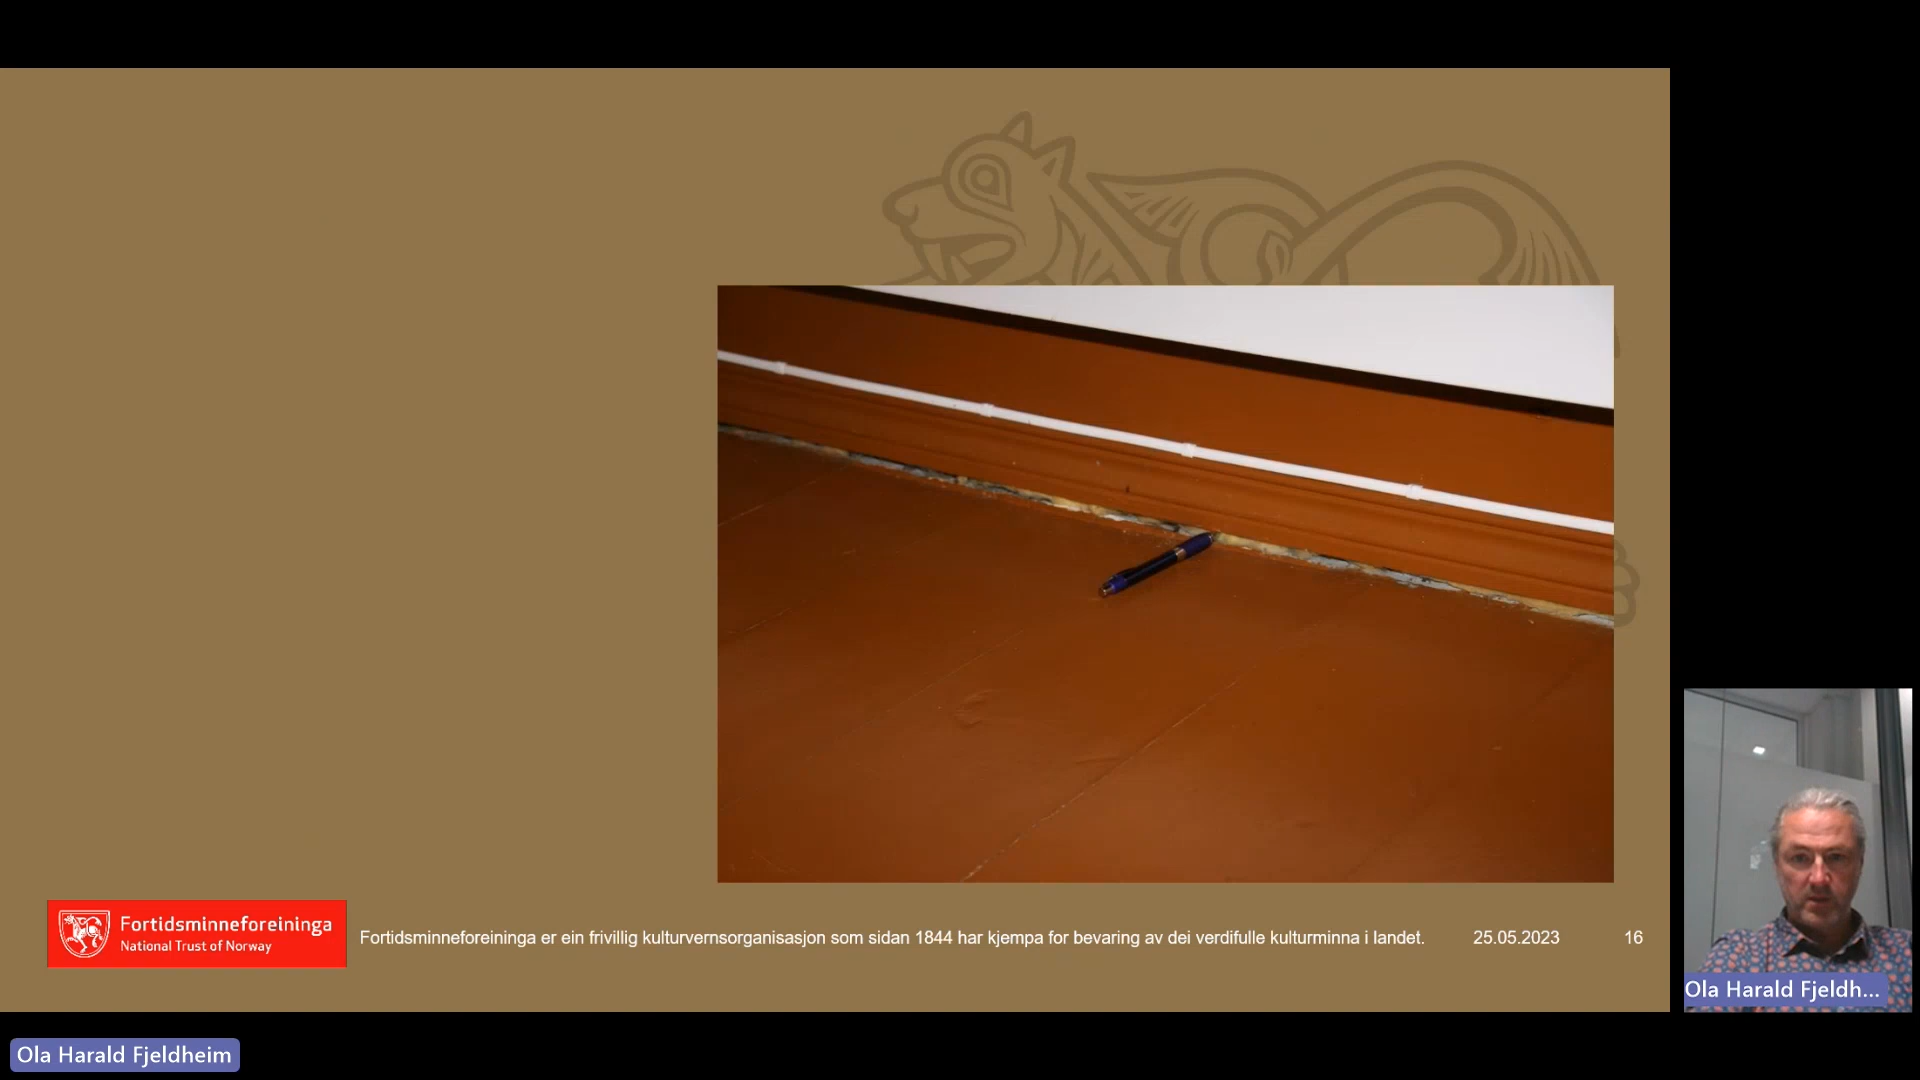 Fortidsminneforeininga
National Trust of Norway
Fortidsminneforeininga er ein frivillig kulturvernsorganisasjon som sidan 1844 har kjempa for bevaring av dei verdifulle kulturminna i landet.
25.05.2023
16
Ola Harald Fjeldh...
Ola Harald Fjeldheim